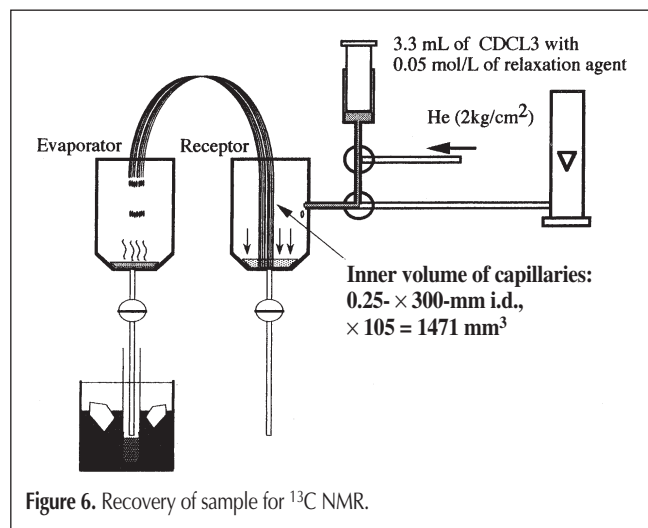 3.3 mL of CDCL3 with
0.05 mol/L of relaxation agent
He (2kg/cm²)
Evaporator
Receptor
Inner volume of capillaries:
0.25- × 300-mm i.d.,
× 105 = 1471 mm³
Figure 6. Recovery of sample for ¹³C NMR.